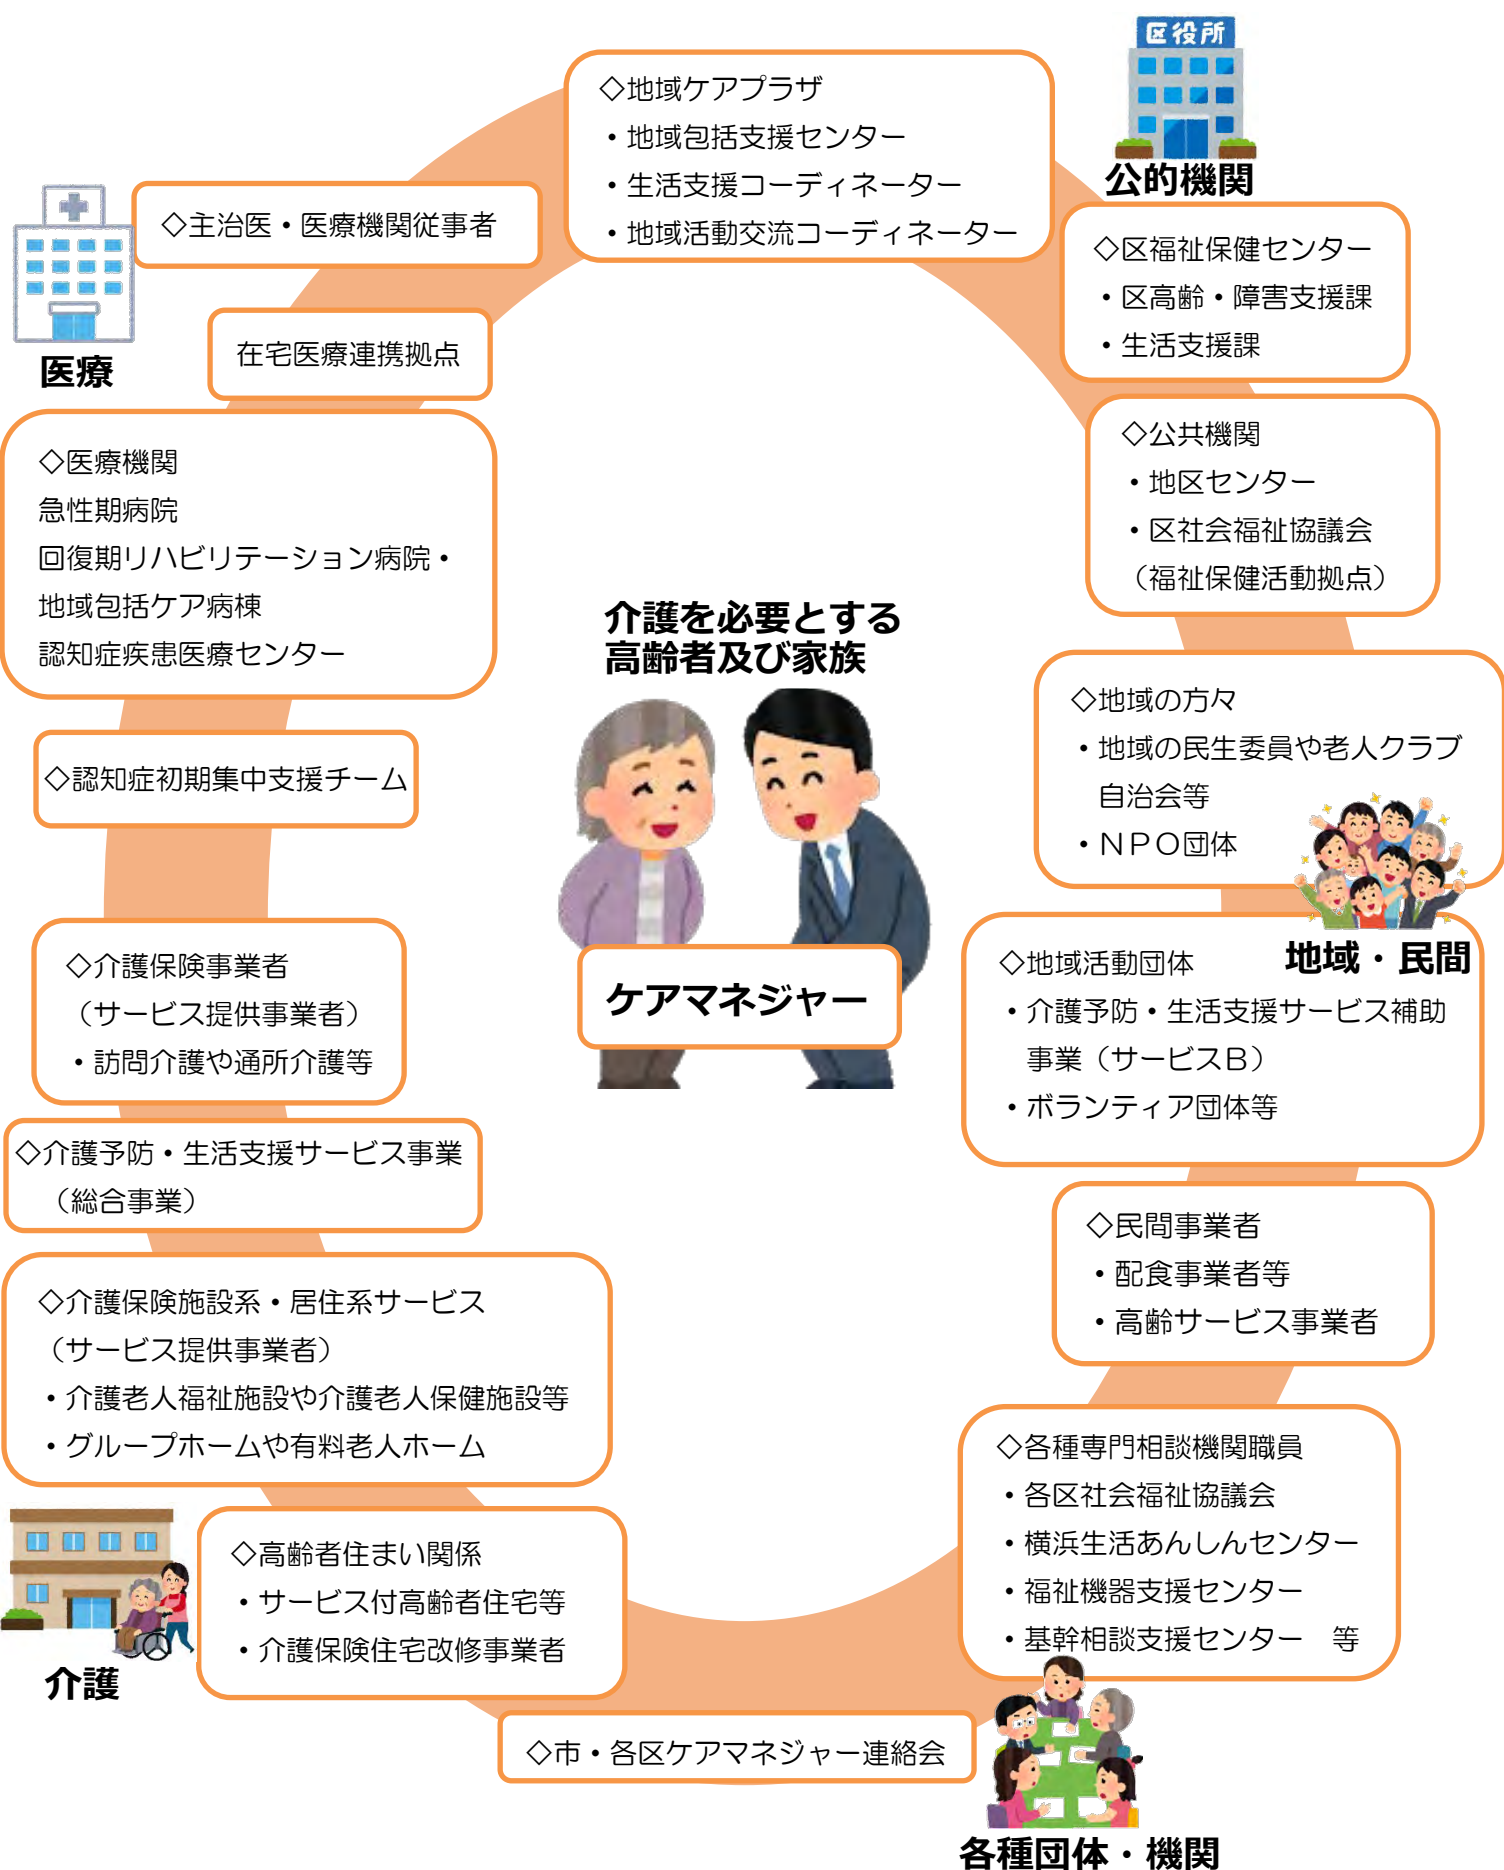 区役所
公的機関
◇地域ケアプラザ
・地域包括支援センター
・生活支援コーディネーター
・地域活動交流コーディネーター
◇主治医・医療機関従事者
医療
在宅医療連携拠点
◇区福祉保健センター
・区高齢・障害支援課
・生活支援課
◇医療機関
急性期病院
回復期リハビリテーション病院・
地域包括ケア病棟
認知症疾患医療センター
◇公共機関
・地区センター
・区社会福祉協議会
（福祉保健活動拠点）
介護を必要とする
高齢者及び家族
ケアマネジャー
◇認知症初期集中支援チーム
◇地域の方々
・地域の民生委員や老人クラブ
自治会等
・ＮＰＯ団体
地域・民間
◇介護保険事業者
（サービス提供事業者）
・訪問介護や通所介護等
◇地域活動団体
・介護予防・生活支援サービス補助
事業（サービスＢ）
・ボランティア団体等
◇介護予防・生活支援サービス事業
（総合事業）
◇民間事業者
・配食事業者等
・高齢サービス事業者
◇介護保険施設系・居住系サービス
（サービス提供事業者）
・介護老人福祉施設や介護老人保健施設等
・グループホームや有料老人ホーム
◇各種専門相談機関職員
・各区社会福祉協議会
・横浜生活あんしんセンター
・福祉機器支援センター
・基幹相談支援センター　等
◇高齢者住まい関係
・サービス付高齢者住宅等
・介護保険住宅改修事業者
介護
◇市・各区ケアマネジャー連絡会
各種団体・機関